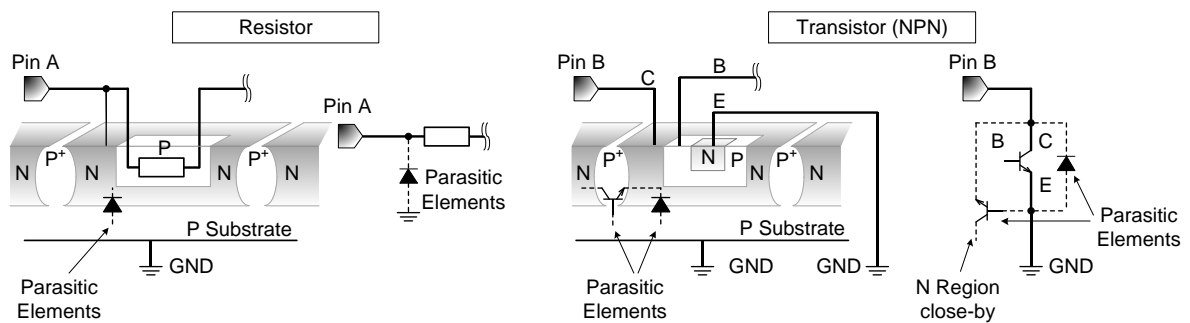 Resistor
Transistor (NPN)
Pin A
Pin A
P
N
P+
N
N
P+
N
Parasitic
Elements
P Substrate
GND
Parasitic
Elements
Pin B
C
B
E
N
P+
N
N
P
P+
N
P Substrate
GND
GND
Parasitic
Elements
Pin B
B
C
E
Parasitic
Elements
GND
N Region
close-by